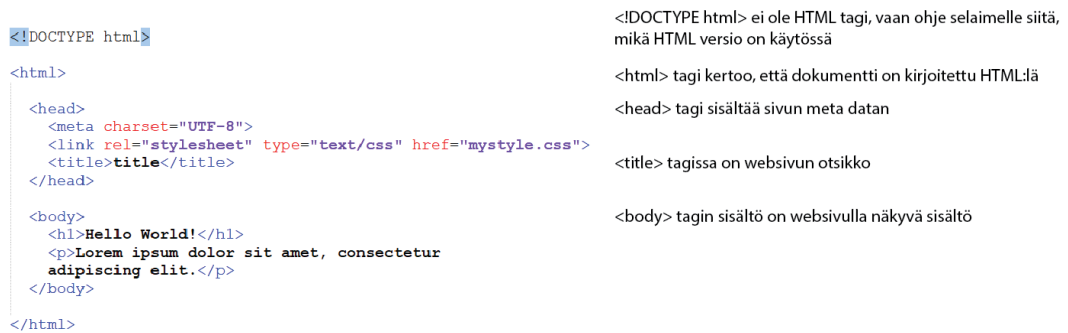 <!DOCTYPE html>
<html>
<head>
<meta charset="UTF-8">
<link rel="stylesheet" type="text/css" href="mystyle.css">
<title>title</title>
</head>
<body>
<h1>Hello World!</h1>
<p>Lorem ipsum dolor sit amet, consectetur
adipiscing elit.</p>
</body>
</html>
<!DOCTYPE html> ei ole HTML tagi, vaan ohje selaimelle siitä,
mikä HTML versio on käytössä
<html> tagi kertoo, että dokumentti on kirjoitettu HTML:lä
<head> tagi sisältää sivun meta datan
<title> tagissa on websivun otsikko
<body> tagin sisältö on websivulla näkyvä sisältö